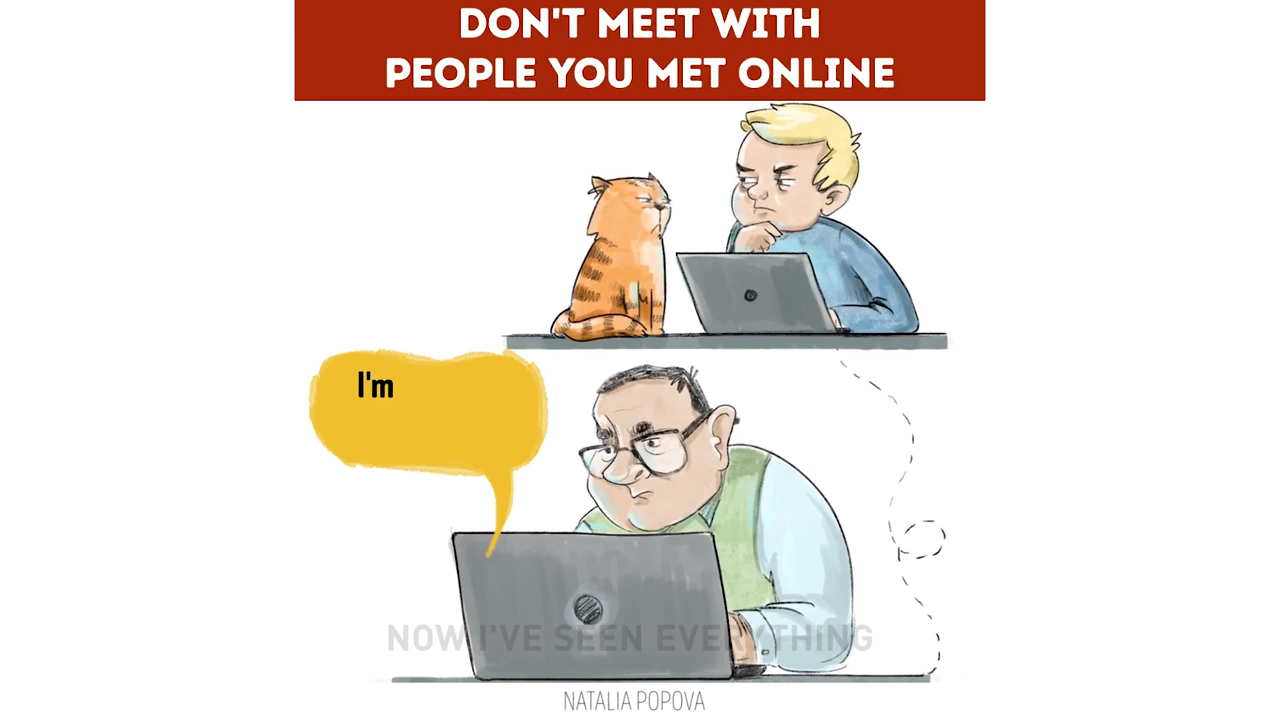 DON'T MEET WITH
PEOPLE YOU MET ONLINE
I'm
NOW I'VE SEEN EVERYTHING
NATALIA POPOVA